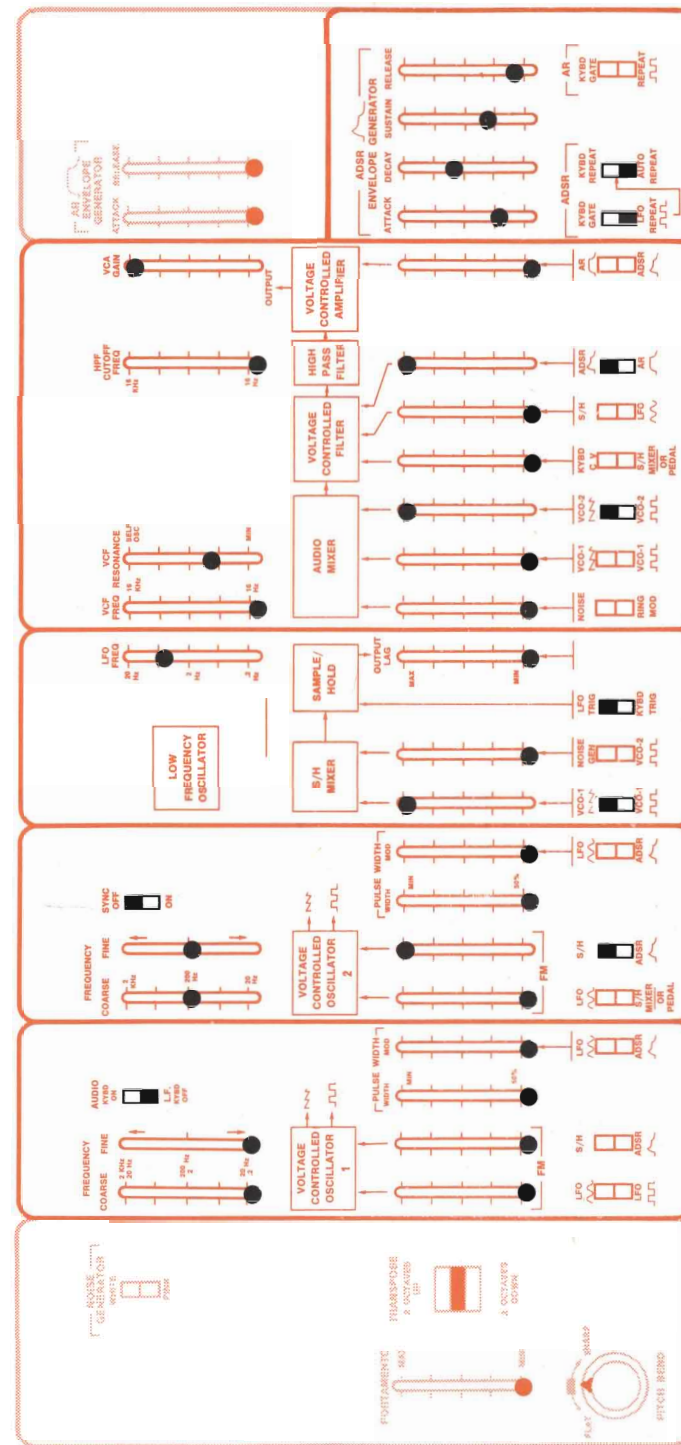 NOISE
GENERATOR
WHITE
PINK
PORTAMENTO
MAX
MIN
TRANSPOSE
2 OCTAVES
UP
2 OCTAVES
DOWN
FLAT
SHARP
PITCH BEND
FREQUENCY
COARSE
FINE
2 KHz
20 Hz
200 Hz
2
20 Hz
.2
AUDIO
KYBD
ON
L.F.
KYBD
OFF
VOLTAGE
CONTROLLED
OSCILLATOR
1
PULSE WIDTH
WIDTH
MOD
MIN
50%
FM
LFO
LFO
S/H
ADSR
LFO
ADSR
FREQUENCY
COARSE
FINE
2
KHz
200
Hz
20
Hz
SYNC
OFF
ON
VOLTAGE
CONTROLLED
OSCILLATOR
2
PULSE WIDTH
WIDTH
MOD
MIN
50%
FM
LFO
S/H
MIXER
OR
PEDAL
S/H
ADSR
LFO
ADSR
LOW
FREQUENCY
OSCILLATOR
LFO
FREQ
20
Hz
2
Hz
.2
Hz
S/H
MIXER
SAMPLE/
HOLD
OUTPUT
LAG
MAX
MIN
VCO-1
VCO-1
NOISE
GEN
VCO-2
LFO
TRIG
KYBD
TRIG
VCF
FREQ
VCF
RESONANCE
16
KHz
16
Hz
SELF
OSC
MIN
HPF
CUTOFF
FREQ
16
KHz
16
Hz
VCA
GAIN
OUTPUT
AUDIO
MIXER
VOLTAGE
CONTROLLED
FILTER
HIGH
PASS
FILTER
VOLTAGE
CONTROLLED
AMPLIFIER
NOISE
RING
MOD
VCO-1
VCO-1
VCO-2
VCO-2
KYBD
C V
S/H
MIXER
OR
PEDAL
S/H
LFO
ADSR
AR
AR
ADSR
AR
ENVELOPE
GENERATOR
ATTACK
RELEASE
ADSR
ENVELOPE GENERATOR
ATTACK
DECAY
SUSTAIN
RELEASE
ADSR
KYBD
GATE
LFO
REPEAT
KYBD
REPEAT
AUTO
REPEAT
AR
KYBD
GATE
REPEAT